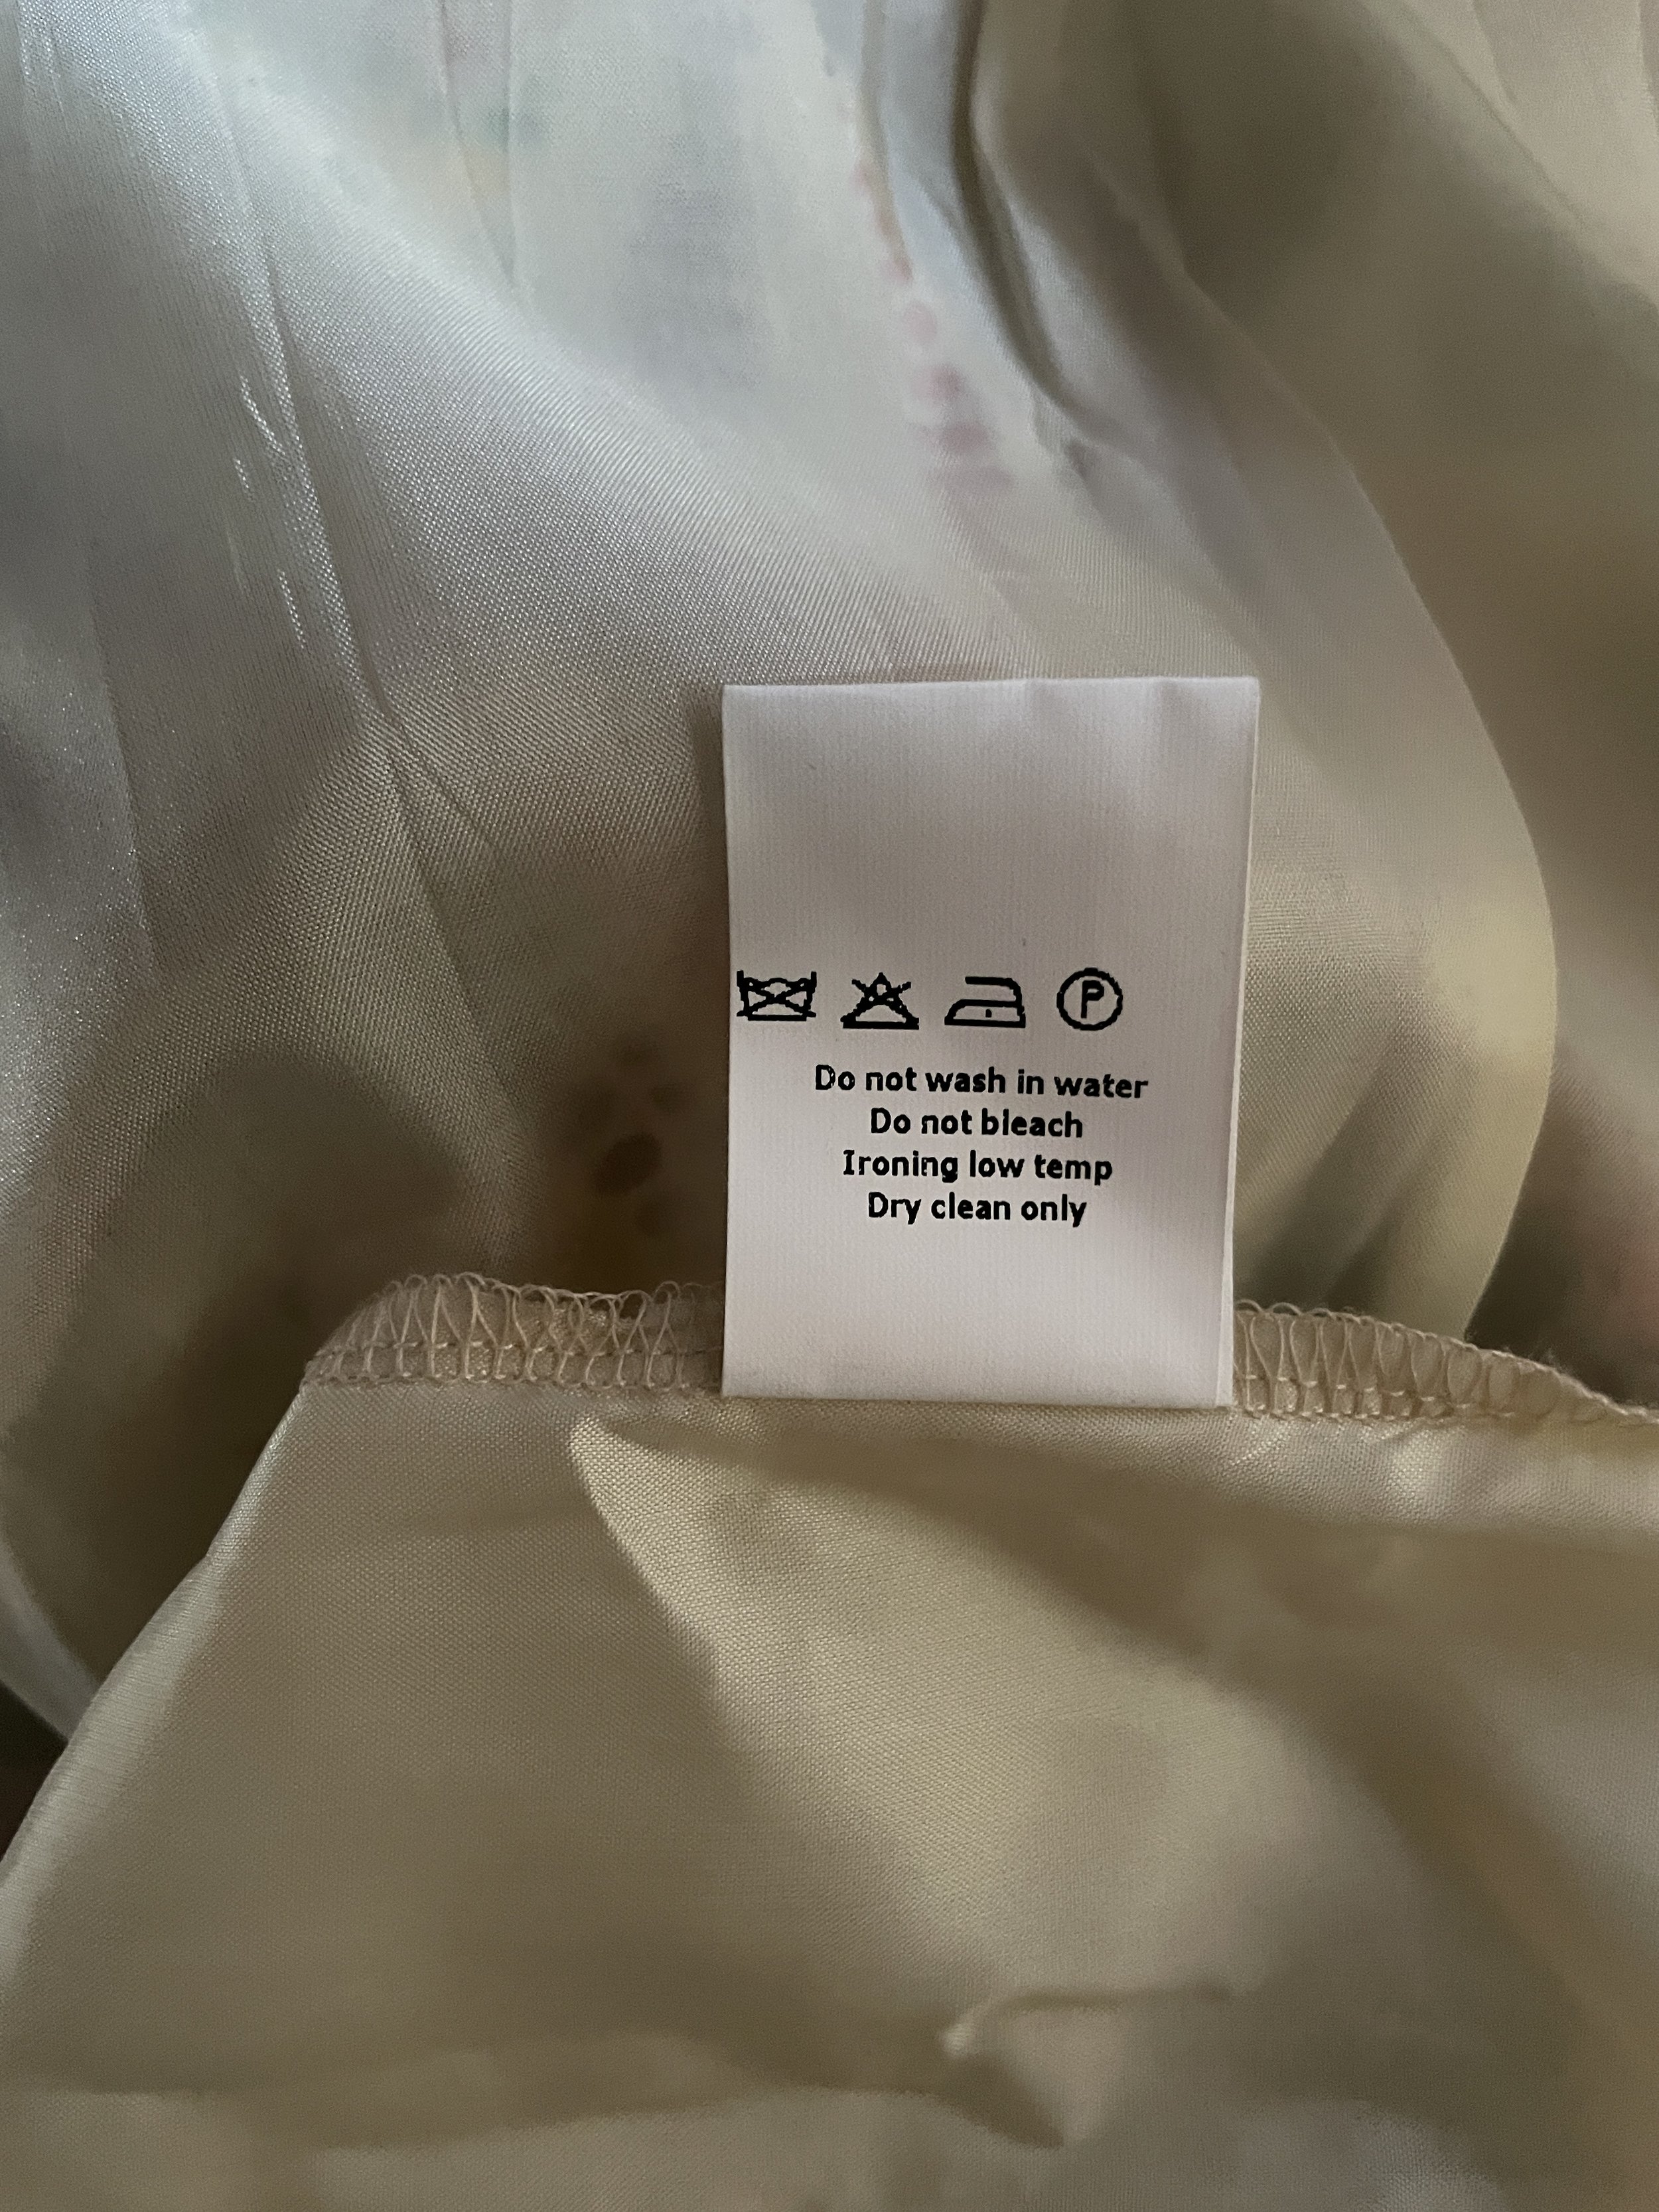 P
Do not wash in water
Do not bleach
Ironing low temp
Dry clean only